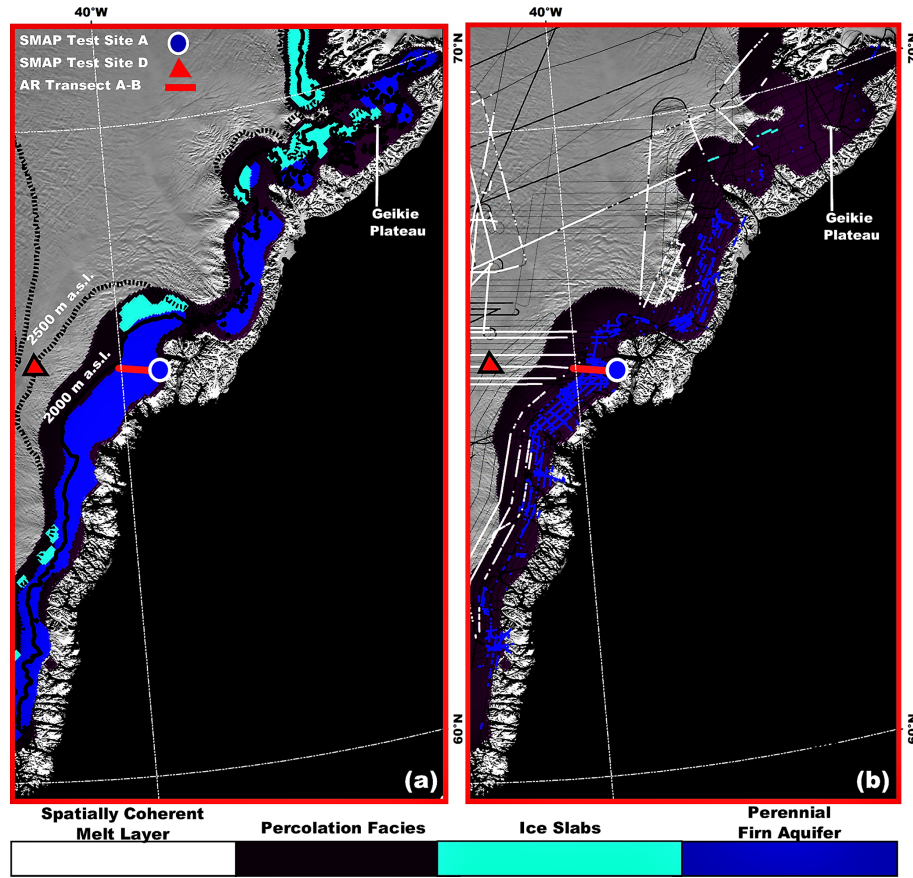 40°W
40°W
SMAP Test Site A
SMAP Test Site D
AR Transect A-B
70°N
70°N
Geikie
Plateau
Geikie
Plateau
2500 m a.s.l.
2000 m a.s.l.
60°N
60°N
(a)
(b)
Spatially Coherent
Melt Layer
Percolation Facies
Ice Slabs
Perennial
Firn Aquifer